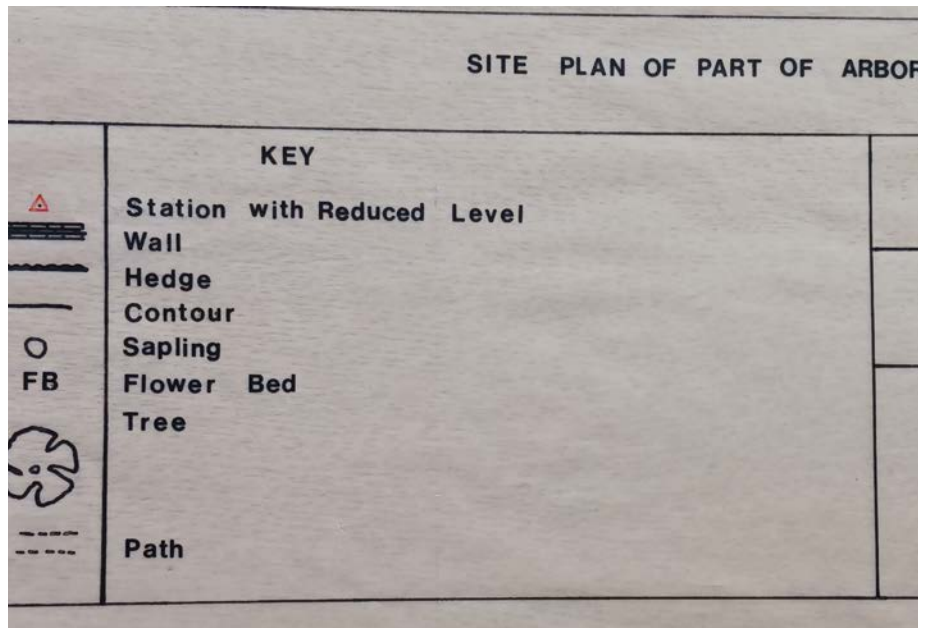 SITE PLAN OF PART OF
KEY
Station with Reduced Level
Wall
Hedge
Contour
Sapling
FB Flower Bed
Tree
Path